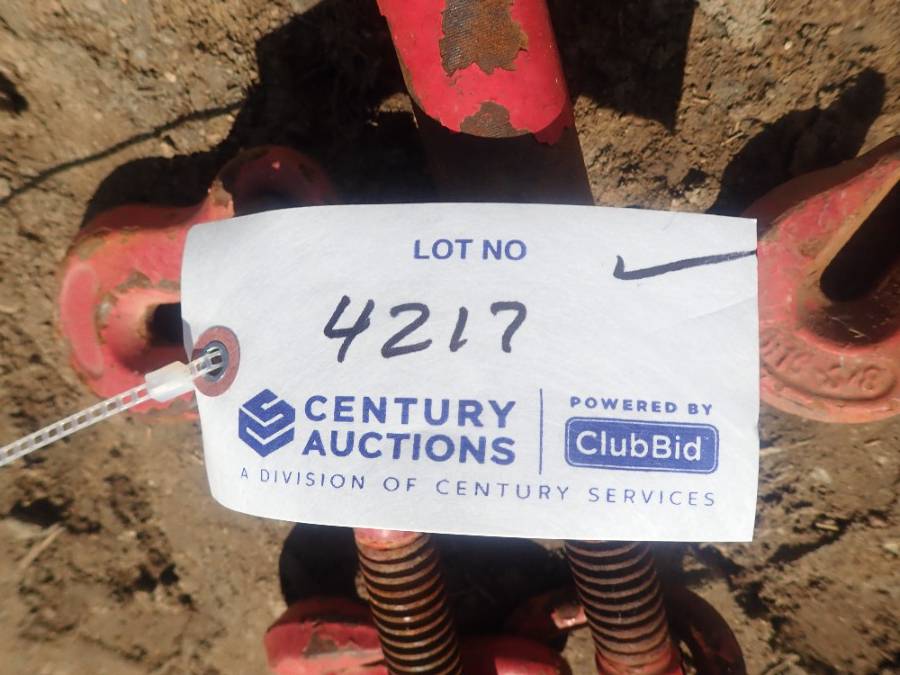 LOT NO
4217
CENTURY
AUCTIONS
POWERED BY
ClubBid
A DIVISION OF CENTURY SERVICES